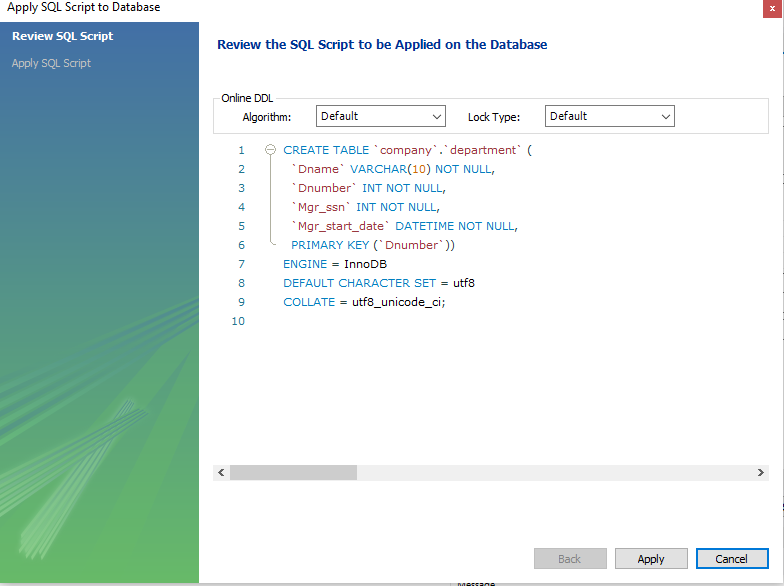 Apply SQL Script to Database
x
Review SQL Script
Apply SQL Script
Review the SQL Script to be Applied on the Database
Online DDL
Algorithm: Default Lock Type: Default
1 CREATE TABLE `company`.`department` (
2 `Dname` VARCHAR(10) NOT NULL,
3 `Dnumber` INT NOT NULL,
4 `Mgr_ssn` INT NOT NULL,
5 `Mgr_start_date` DATETIME NOT NULL,
6 PRIMARY KEY (`Dnumber`))
7 ENGINE = InnoDB
8 DEFAULT CHARACTER SET = utf8
9 COLLATE = utf8_unicode_ci;
10
Back Apply Cancel
Message